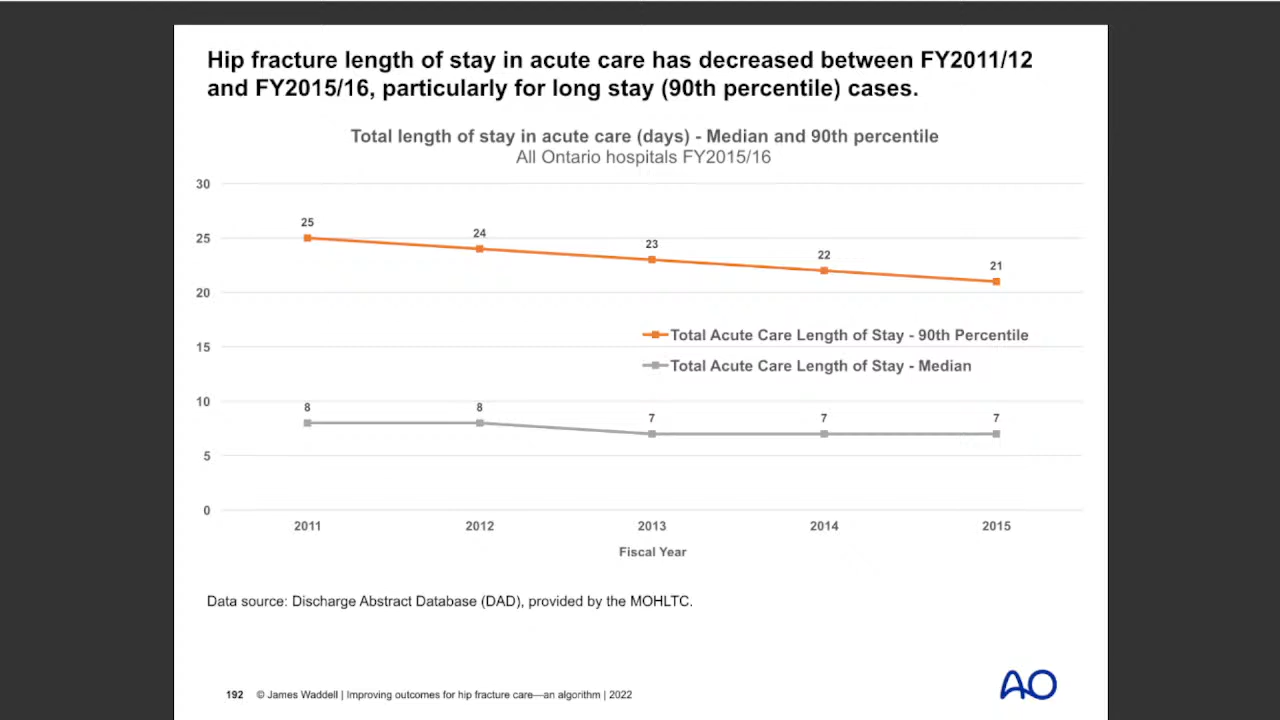 Hip fracture length of stay in acute care has decreased between FY2011/12
and FY2015/16, particularly for long stay (90th percentile) cases.
Total length of stay in acute care (days) - Median and 90th percentile
All Ontario hospitals FY2015/16
30
25
24
23
22
21
25
20
Total Acute Care Length of Stay - 90th Percentile
15
Total Acute Care Length of Stay - Median
10
8
8
7
7
7
5
0
2011
2012
2013
2014
2015
Fiscal Year
Data source: Discharge Abstract Database (DAD), provided by the MOHLTC.
192 © James Waddell | Improving outcomes for hip fracture care—an algorithm | 2022
AO